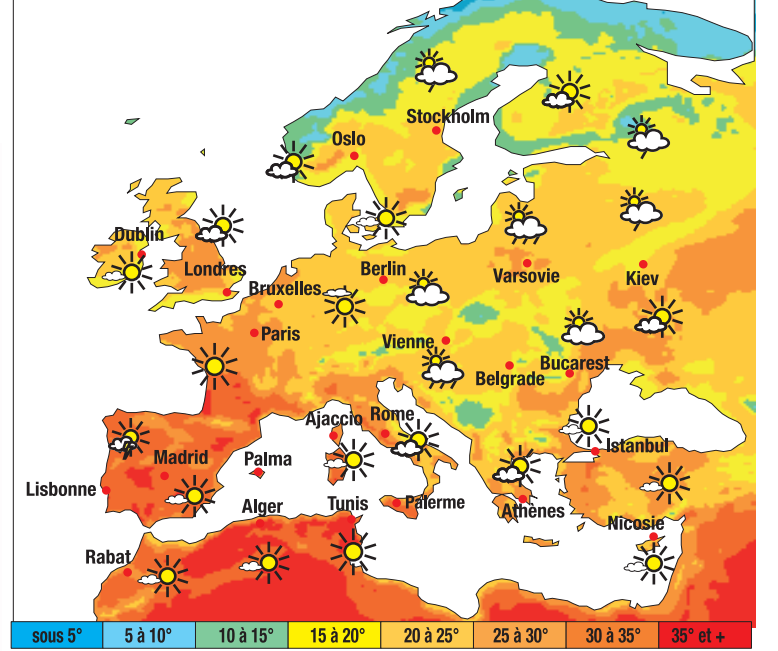 Stockholm
Oslo
Dublin
Londres
Berlin
Varsovie
Kiev
Bruxelles
Paris
Vienne
Belgrade
Bucarest
Ajaccio
Rome
Istanbul
Madrid
Palma
Lisbonne
Alger
Tunis
Palerme
Athènes
Nicosie
Rabat
sous 5° 5 à 10° 10 à 15° 15 à 20° 20 à 25° 25 à 30° 30 à 35° 35° et +